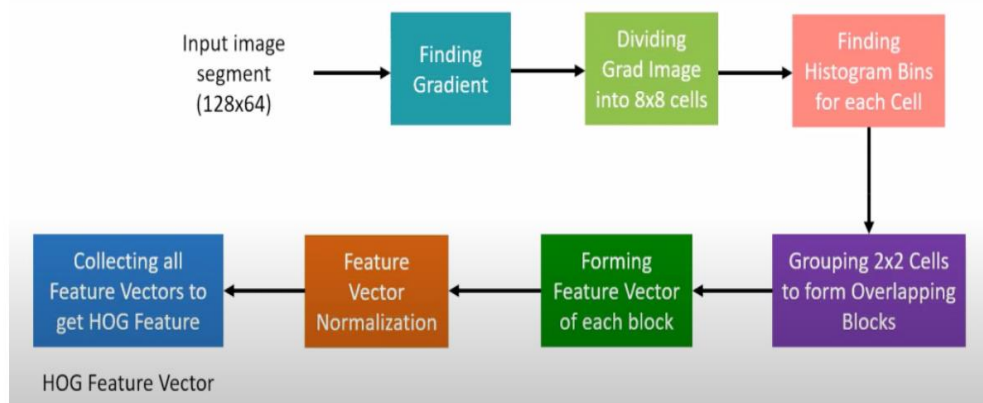 Input image
segment
(128x64)
Finding
Gradient
Dividing
Grad Image
into 8x8 cells
Finding
Histogram Bins
for each Cell
Grouping 2x2 Cells
to form Overlapping
Blocks
Forming
Feature Vector
of each block
Feature
Vector
Normalization
Collecting all
Feature Vectors to
get HOG Feature
HOG Feature Vector